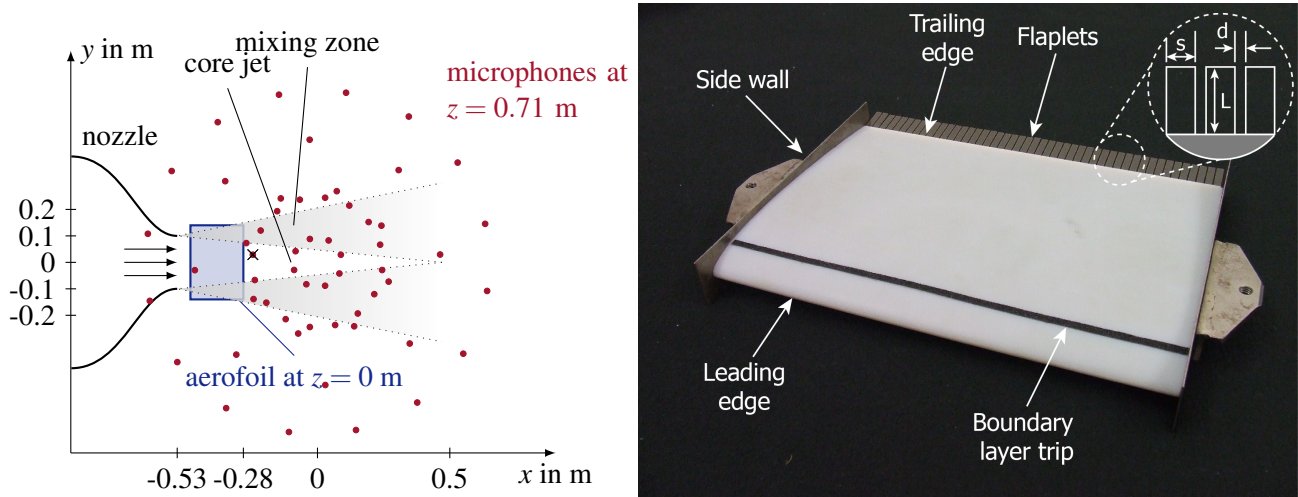 y in m
mixing zone
core jet
microphones at
z = 0.71 m
nozzle
0.2
0.1
0
-0.1
-0.2
aerofoil at z = 0 m
-0.53
-0.28
0
0.5
x in m
Trailing
edge
Flaplets
Side wall
s
d
L
Leading
edge
Boundary
layer trip